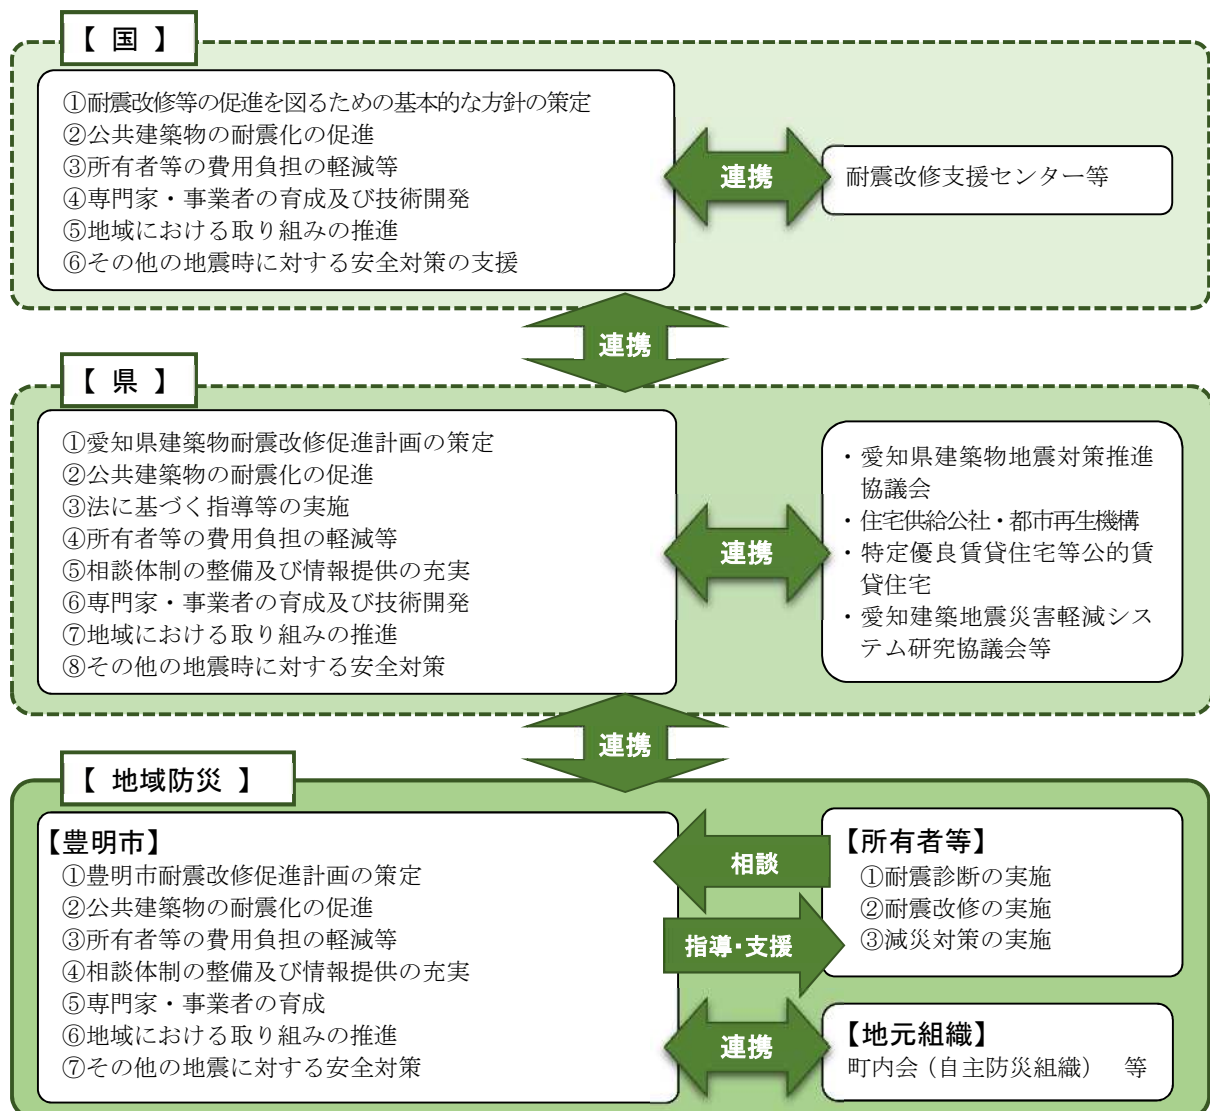 【 国 】
①耐震改修等の促進を図るための基本的な方針の策定
②公共建築物の耐震化の促進
③所有者等の費用負担の軽減等
④専門家・事業者の育成及び技術開発
⑤地域における取り組みの推進
⑥その他の地震時に対する安全対策の支援
連携
耐震改修支援センター等
連携
【 県 】
①愛知県建築物耐震改修促進計画の策定
②公共建築物の耐震化の促進
③法に基づく指導等の実施
④所有者等の費用負担の軽減等
⑤相談体制の整備及び情報提供の充実
⑥専門家・事業者の育成及び技術開発
⑦地域における取り組みの推進
⑧その他の地震時に対する安全対策
連携
・愛知県建築物地震対策推進
協議会
・住宅供給公社・都市再生機構
・特定優良賃貸住宅等公的賃
貸住宅
・愛知建築地震災害軽減シス
テム研究協議会等
連携
【 地域防災 】
【豊明市】
①豊明市耐震改修促進計画の策定
②公共建築物の耐震化の促進
③所有者等の費用負担の軽減等
④相談体制の整備及び情報提供の充実
⑤専門家・事業者の育成
⑥地域における取り組みの推進
⑦その他の地震に対する安全対策
相談
指導・支援
連携
【所有者等】
①耐震診断の実施
②耐震改修の実施
③減災対策の実施
【地元組織】
町内会（自主防災組織） 等